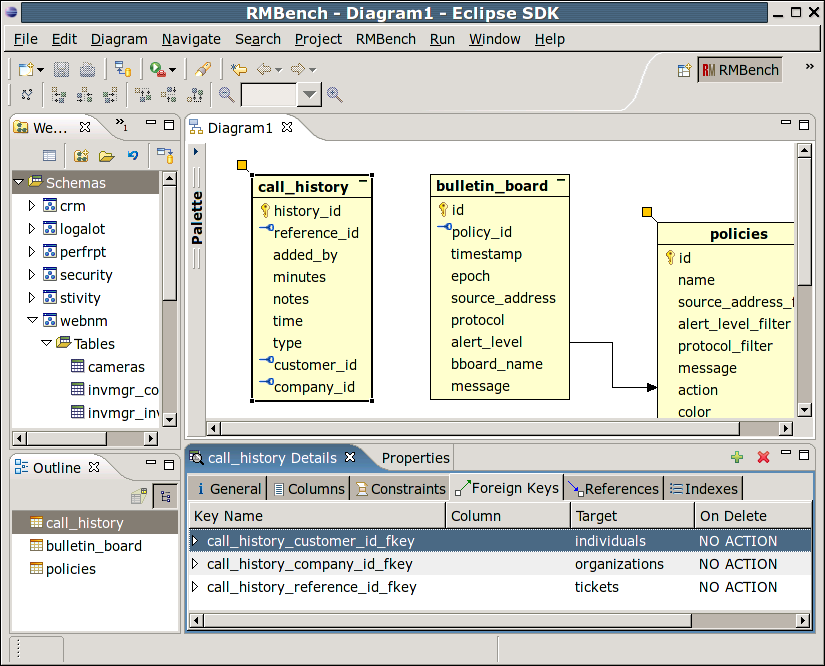 RMBench - Diagram1 - Eclipse SDK
File Edit Diagram Navigate Search Project RMBench Run Window Help
RMBench
We...
1
Schemas
crm
logalot
perfrpt
security
stivity
webnm
Tables
cameras
invmgr_co
invmgr_inv
Outline
call_history
bulletin_board
policies
Diagram1
Palette
call_history
history_id
reference_id
added_by
minutes
notes
time
type
customer_id
company_id
bulletin_board
id
policy_id
timestamp
epoch
source_address
protocol
alert_level
bboard_name
message
policies
id
name
source_address_f
alert_level_filter
protocol_filter
message
action
color
call_history Details Properties
General Columns Constraints Foreign Keys References Indexes
Key Name Column Target On Delete
call_history_customer_id_fkey individuals NO ACTION
call_history_company_id_fkey organizations NO ACTION
call_history_reference_id_fkey tickets NO ACTION